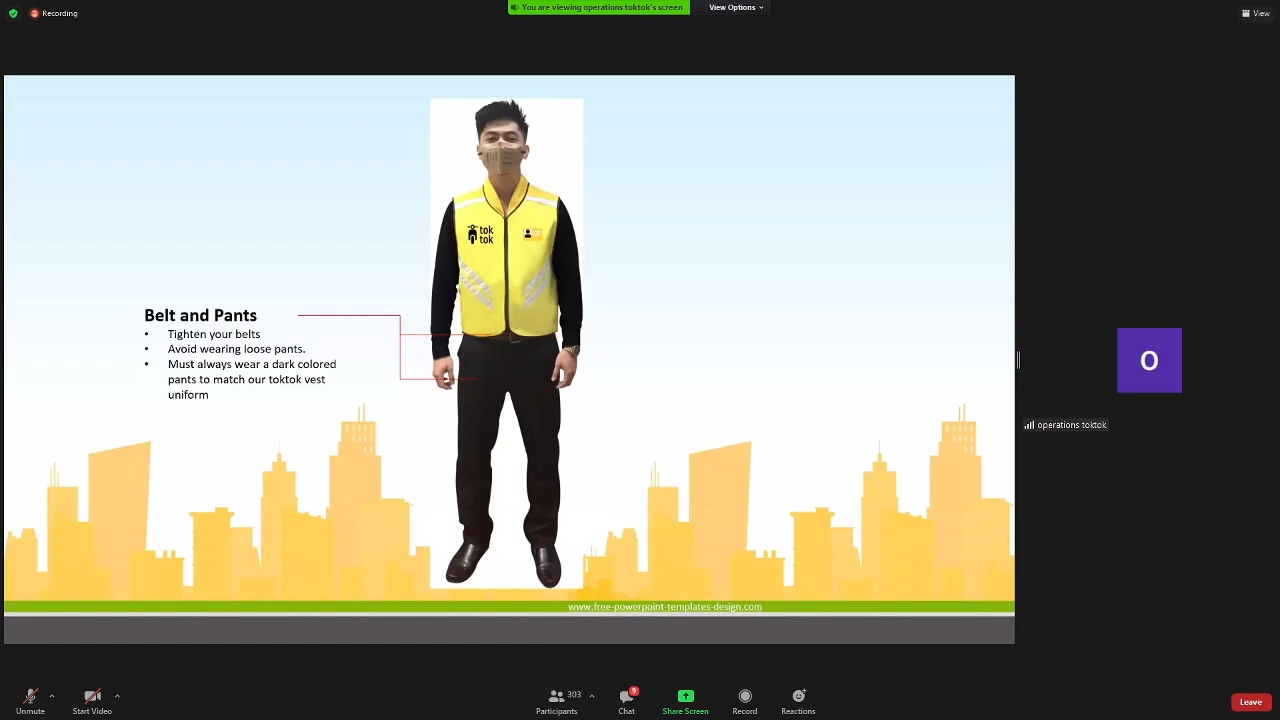 Recording
You are viewing operations toktok's screen
View Options
View
tok
tok
Belt and Pants
• Tighten your belts
• Avoid wearing loose pants.
• Must always wear a dark colored
pants to match our toktok vest
uniform
O
operations toktok
www.free-powerpoint-templates-design.com
Unmute
Start Video
303
Participants
9
Chat
Share Screen
Record
Reactions
Leave